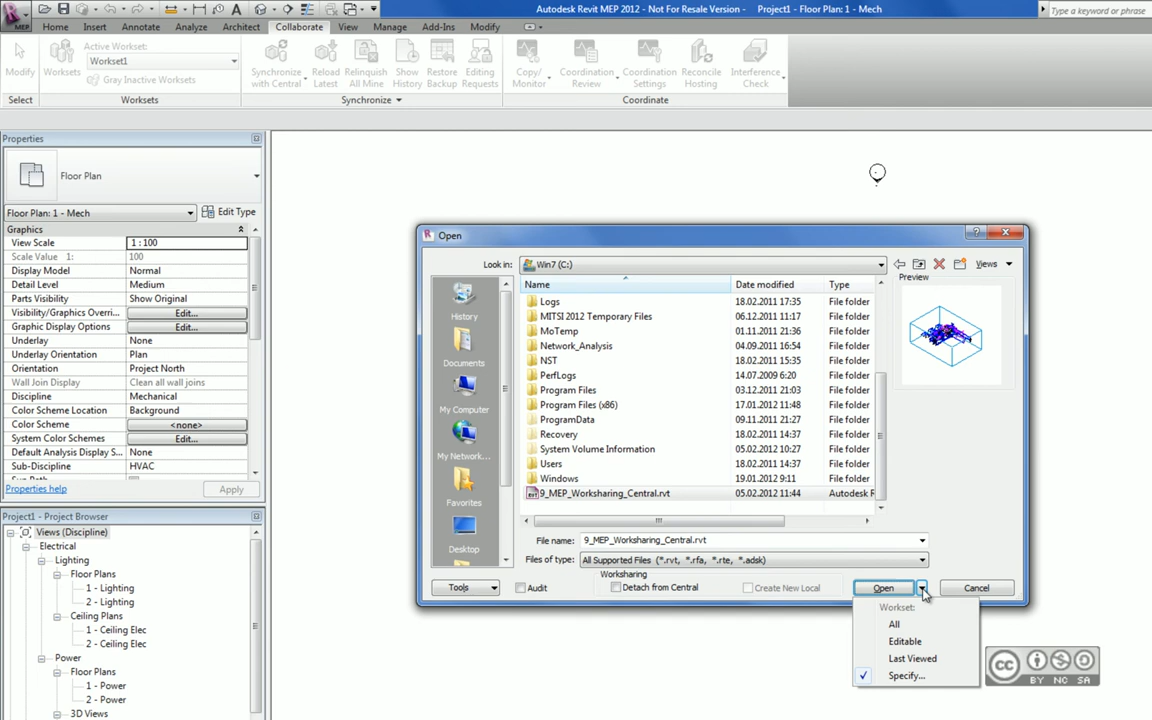 Autodesk Revit MEP 2012 - Not For Resale Version - Project1 - Floor Plan: 1 - Mech
Type a keyword or phrase
MEP
Home Insert Annotate Analyze Architect Collaborate View Manage Add-Ins Modify
Modify
Worksets
Active Workset:
Workset1
Gray Inactive Worksets
Synchronize with Central
Reload Latest
Relinquish All Mine
Show History
Restore Backup
Editing Requests
Copy/ Monitor
Coordination Review
Coordination Settings
Reconcile Hosting
Interference Check
Select Worksets Synchronize Coordinate
Properties
Floor Plan
Floor Plan: 1 - Mech Edit Type
Graphics
View Scale 1 : 100
Scale Value 1: 100
Display Model Normal
Detail Level Medium
Parts Visibility Show Original
Visibility/Graphics Overri... Edit...
Graphic Display Options Edit...
Underlay None
Underlay Orientation Plan
Orientation Project North
Wall Join Display Clean all wall joins
Discipline Mechanical
Color Scheme Location Background
Color Scheme <none>
System Color Schemes Edit...
Default Analysis Display S... None
Sub-Discipline HVAC
Properties help Apply
Project1 - Project Browser
Views (Discipline)
Electrical
Lighting
Floor Plans
1 - Lighting
2 - Lighting
Ceiling Plans
1 - Ceiling Elec
2 - Ceiling Elec
Power
Floor Plans
1 - Power
2 - Power
3D Views
Open
Look in: Win7 (C:) Views
Name Date modified Type
Preview
Logs 18.02.2011 17:35 File folder
MITSI 2012 Temporary Files 06.12.2011 11:17 File folder
MoTemp 01.11.2011 21:36 File folder
Network_Analysis 04.09.2011 16:54 File folder
NST 18.02.2011 15:35 File folder
PerfLogs 14.07.2009 6:20 File folder
Program Files 03.12.2011 21:03 File folder
Program Files (x86) 17.01.2012 11:48 File folder
ProgramData 09.11.2011 21:27 File folder
Recovery 18.02.2011 14:37 File folder
System Volume Information 05.02.2012 10:27 File folder
Users 18.02.2011 14:37 File folder
Windows 19.01.2012 9:11 File folder
9_MEP_Worksharing_Central.rvt 05.02.2012 11:44 Autodesk R
History
Documents
My Computer
My Network...
Favorites
Desktop
File name: 9_MEP_Worksharing_Central.rvt
Files of type: All Supported Files (*.rvt, *.rfa, *.rte, *.adsk)
Worksharing
Tools Audit Detach from Central Create New Local Open Cancel
Workset:
All
Editable
Last Viewed
Specify...
CC BY NC SA